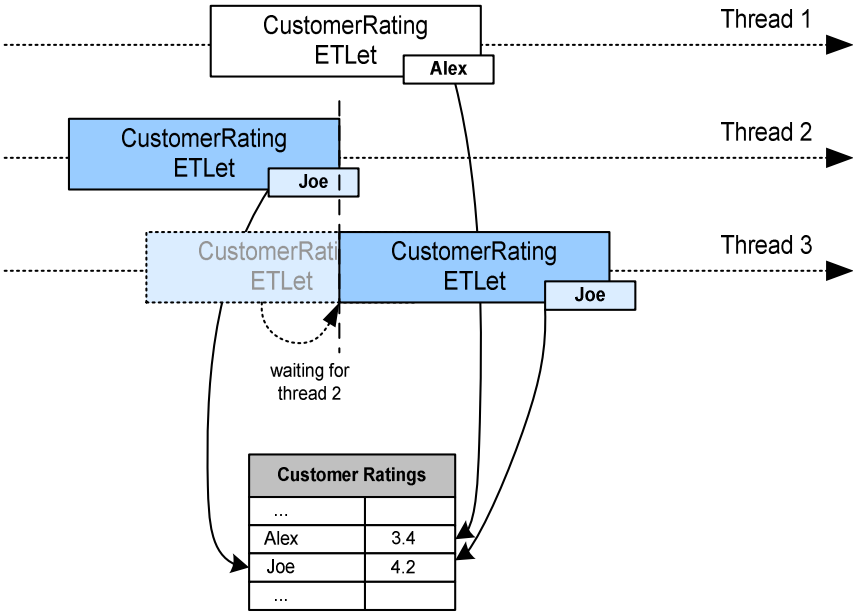 CustomerRating
ETLet
Alex
Thread 1
CustomerRating
ETLet
Joe
Thread 2
CustomerRati
ETLet
CustomerRating
ETLet
Joe
Thread 3
waiting for
thread 2
Customer Ratings
...
Alex 3.4
Joe 4.2
...